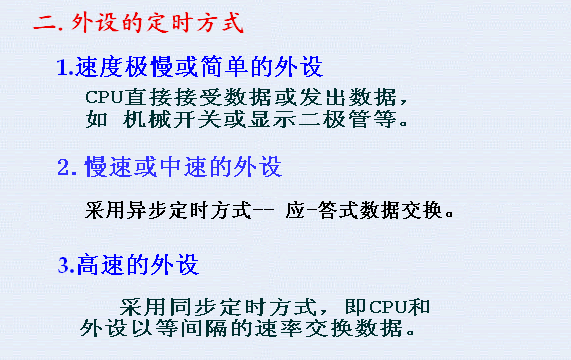 二.外设的定时方式
1.速度极慢或简单的外设
CPU直接接受数据或发出数据，
如 机械开关或显示二极管等。
2.慢速或中速的外设
采用异步定时方式-- 应-答式数据交换。
3.高速的外设
采用同步定时方式，即CPU和
外设以等间隔的速率交换数据。